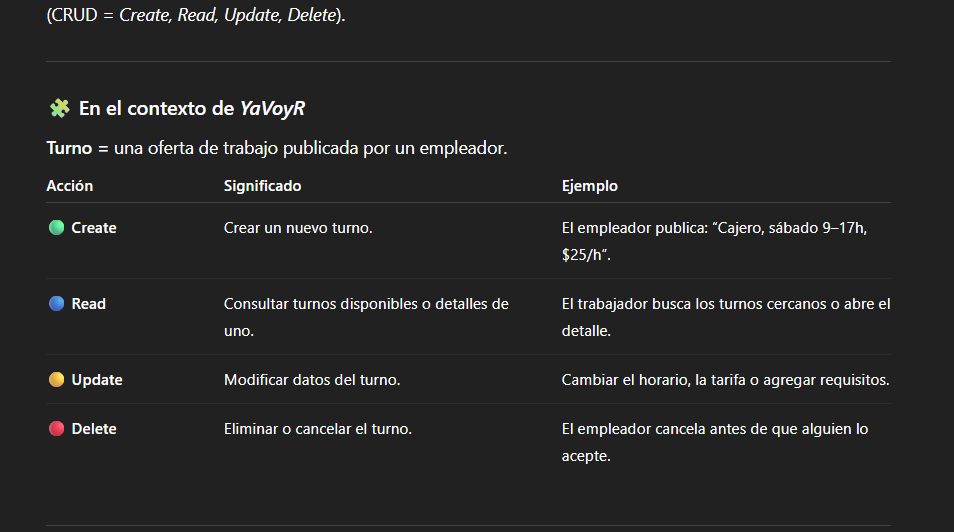 (CRUD = Create, Read, Update, Delete).
🧩 En el contexto de YaVoyR
Turno = una oferta de trabajo publicada por un empleador.
Acción Significado Ejemplo
🟢 Create Crear un nuevo turno. El empleador publica: “Cajero, sábado 9–17h,
$25/h”.
🔵 Read Consultar turnos disponibles o detalles de El trabajador busca los turnos cercanos o abre el
uno. detalle.
🟡 Update Modificar datos del turno. Cambiar el horario, la tarifa o agregar requisitos.
🔴 Delete Eliminar o cancelar el turno. El empleador cancela antes de que alguien lo
acepte.